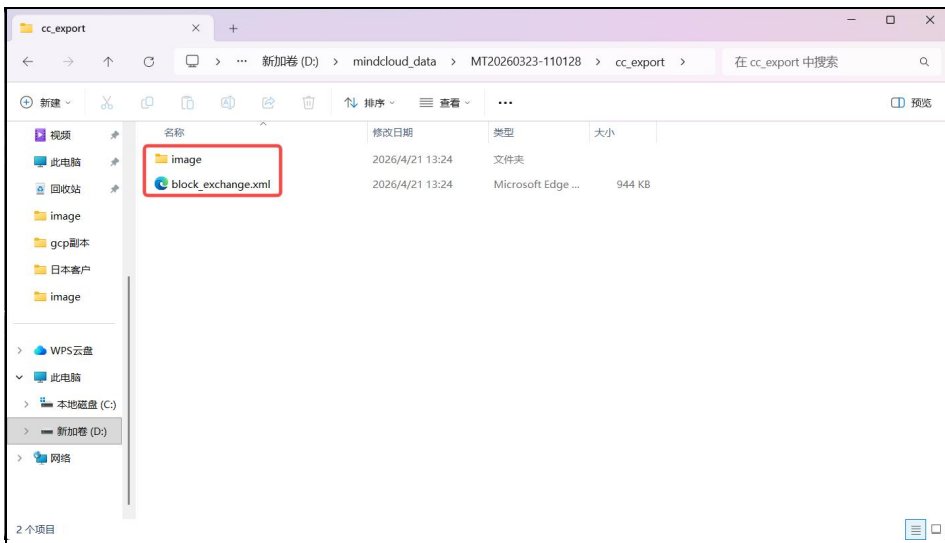 cc_export
新加卷 (D:) > mindcloud_data > MT20260323-110128 > cc_export >
在 cc_export 中搜索
新建
排序
查看
预览
名称
修改日期
类型
大小
image
2026/4/21 13:24
文件夹
block_exchange.xml
2026/4/21 13:24
Microsoft Edge ...
944 KB
视频
此电脑
回收站
image
gcp副本
日本客户
image
WPS云盘
此电脑
本地磁盘 (C:)
新加卷 (D:)
网络
2 个项目